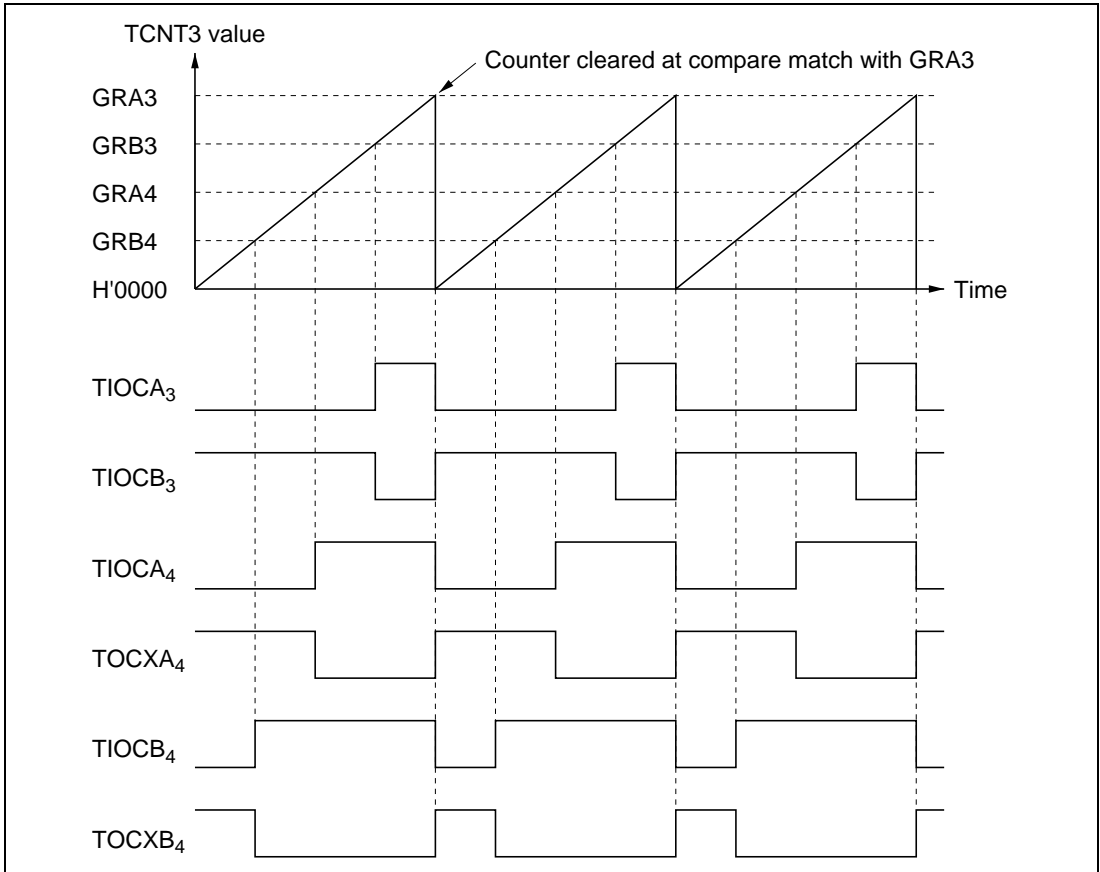 TCNT3 value
Counter cleared at compare match with GRA3
GRA3
GRB3
GRA4
GRB4
H'0000
Time
TIOCA3
TIOCB3
TIOCA4
TOCXA4
TIOCB4
TOCXB4